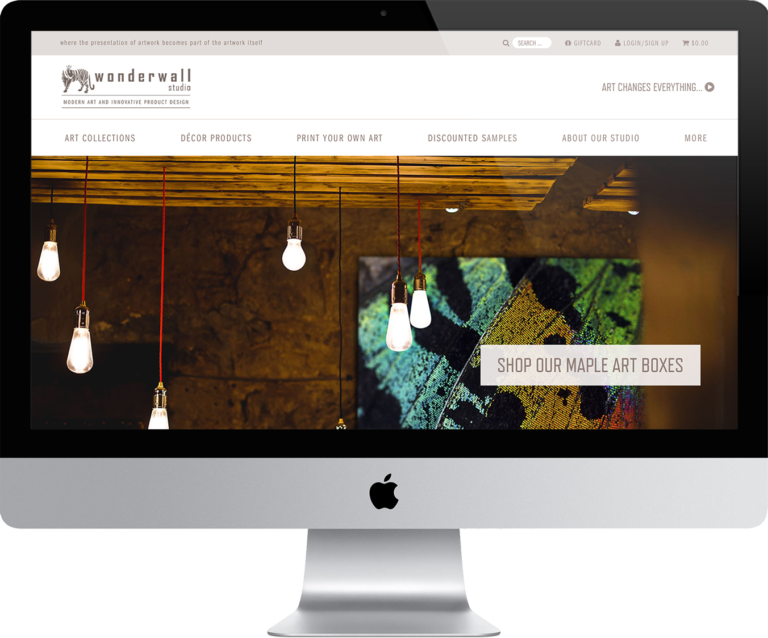 where the presentation of artwork becomes part of the artwork itself
SEARCH ...
GIFTCARD
LOGIN/SIGN UP
$0.00
wonderwall
studio
MODERN ART AND INNOVATIVE PRODUCT DESIGN
ART CHANGES EVERYTHING...
ART COLLECTIONS
DÉCOR PRODUCTS
PRINT YOUR OWN ART
DISCOUNTED SAMPLES
ABOUT OUR STUDIO
MORE
SHOP OUR MAPLE ART BOXES